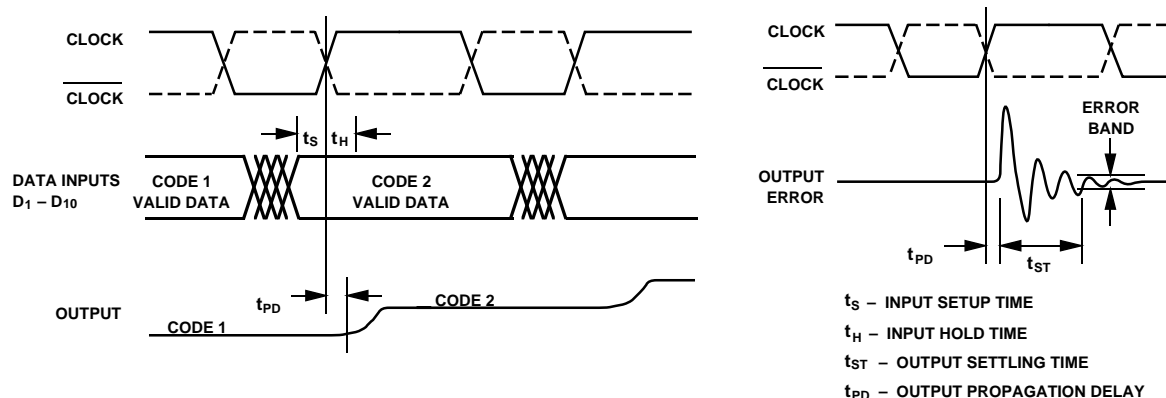 CLOCK
CLOCK
tS tH
DATA INPUTS
D1 – D10
CODE 1
VALID DATA
CODE 2
VALID DATA
tPD
OUTPUT
CODE 1
CODE 2
CLOCK
CLOCK
ERROR
BAND
OUTPUT
ERROR
tPD
tST
tS – INPUT SETUP TIME
tH – INPUT HOLD TIME
tST – OUTPUT SETTLING TIME
tPD – OUTPUT PROPAGATION DELAY